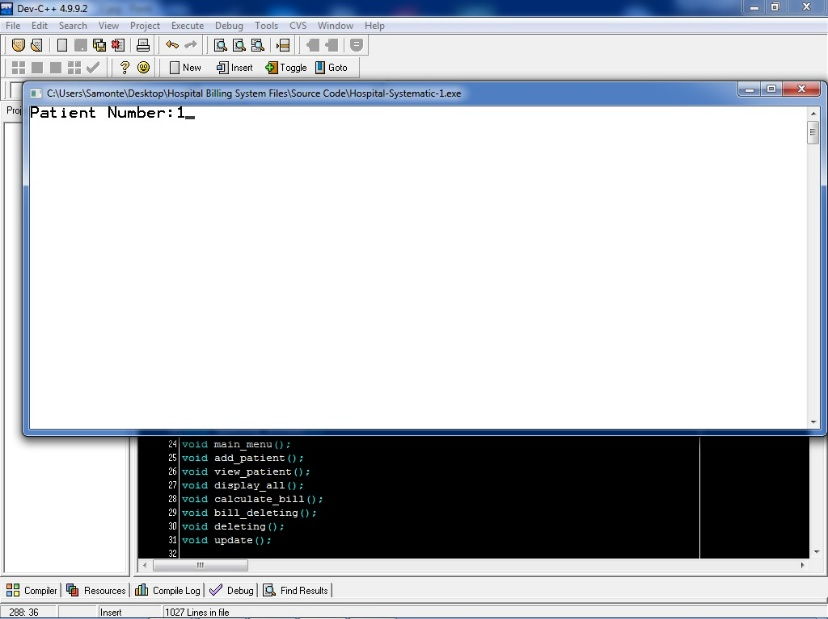 Dev-C++ 4.9.9.2
File Edit Search View Project Execute Debug Tools CVS Window Help
New Insert Toggle Goto
C:\Users\Samonte\Desktop\Hospital Billing System Files\Source Code\Hospital-Systematic-1.exe
Patient Number:1_
24 void main_menu();
25 void add_patient();
26 void view_patient();
27 void display_all();
28 void calculate_bill();
29 void bill_deleting();
30 void deleting();
31 void update();
32
Compiler Resources Compile Log Debug Find Results
288: 36 Insert 1027 Lines in file